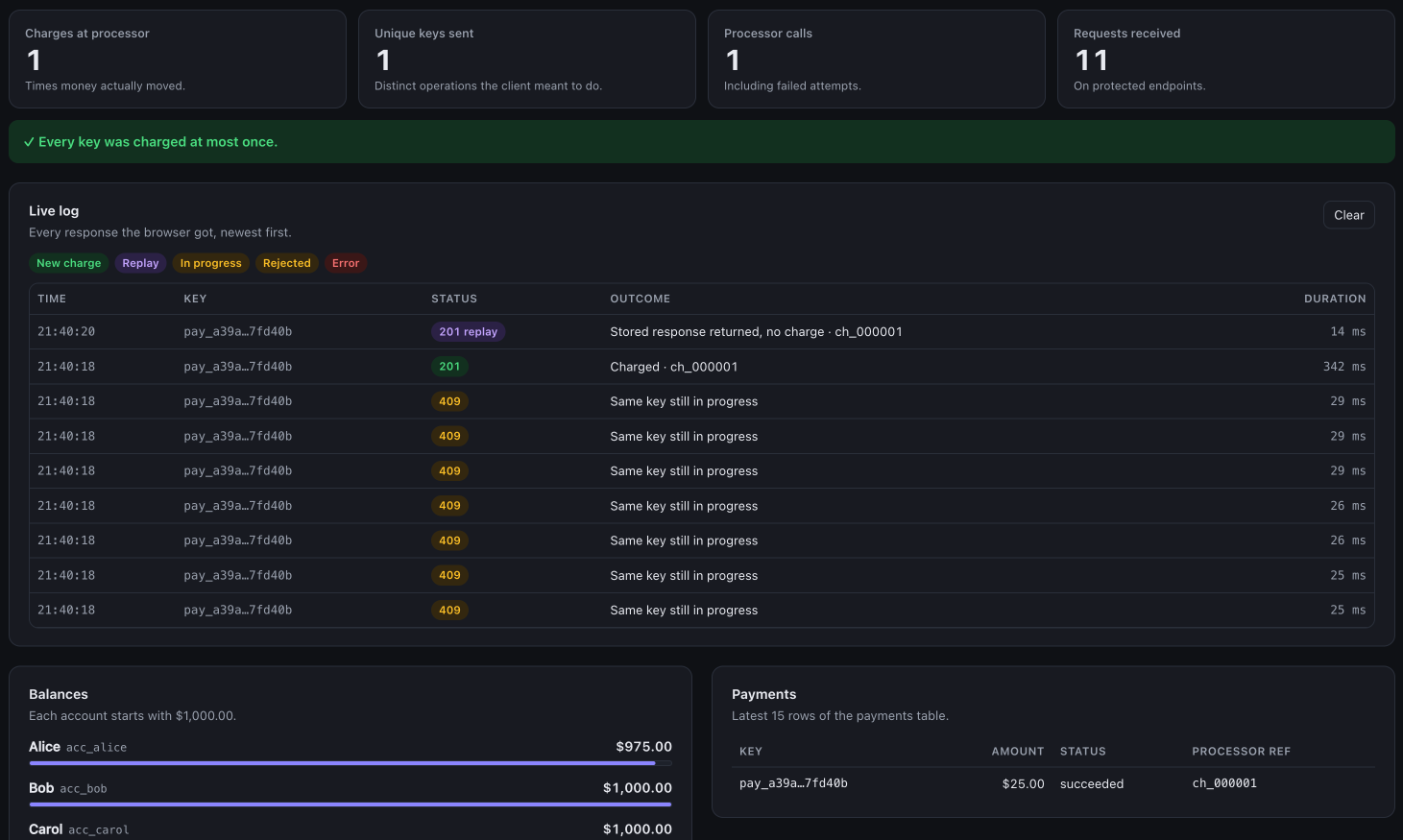 Charges at processor
1
Times money actually moved.
Unique keys sent
1
Distinct operations the client meant to do.
Processor calls
1
Including failed attempts.
Requests received
11
On protected endpoints.
✓ Every key was charged at most once.
Live log
Clear
Every response the browser got, newest first.
New charge Replay In progress Rejected Error
TIME KEY STATUS OUTCOME DURATION
21:40:20 pay_a39a…7fd40b 201 replay Stored response returned, no charge · ch_000001 14 ms
21:40:18 pay_a39a…7fd40b 201 Charged · ch_000001 342 ms
21:40:18 pay_a39a…7fd40b 409 Same key still in progress 29 ms
21:40:18 pay_a39a…7fd40b 409 Same key still in progress 29 ms
21:40:18 pay_a39a…7fd40b 409 Same key still in progress 29 ms
21:40:18 pay_a39a…7fd40b 409 Same key still in progress 26 ms
21:40:18 pay_a39a…7fd40b 409 Same key still in progress 26 ms
21:40:18 pay_a39a…7fd40b 409 Same key still in progress 25 ms
21:40:18 pay_a39a…7fd40b 409 Same key still in progress 25 ms
Balances
Each account starts with $1,000.00.
Alice acc_alice $975.00
Bob acc_bob $1,000.00
Carol acc_carol $1,000.00
Payments
Latest 15 rows of the payments table.
KEY AMOUNT STATUS PROCESSOR REF
pay_a39a…7fd40b $25.00 succeeded ch_000001